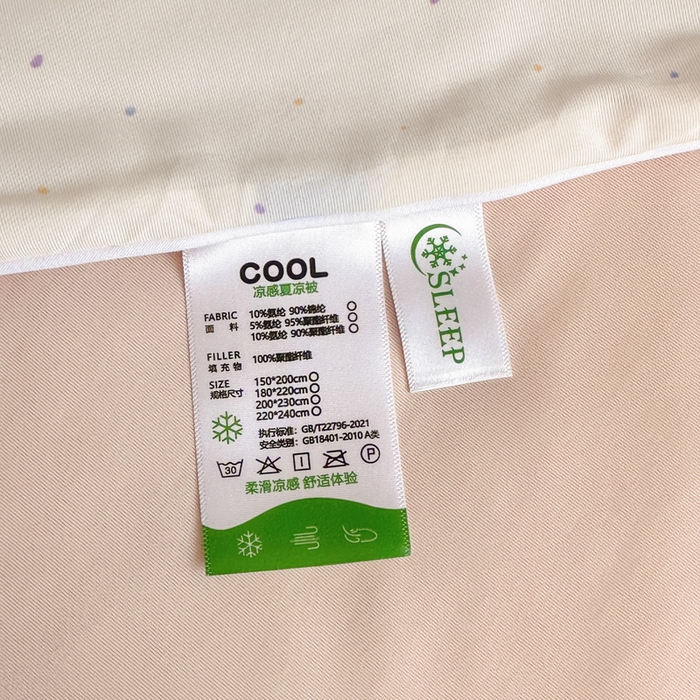 COOL
凉感夏凉被
FABRIC 10%氨纶 90%锦纶
面 料 5%氨纶 95%聚酯纤维
10%氨纶 90%聚酯纤维
FILLER 100%聚酯纤维
填充物
SIZE 150*200cm
规格尺寸 180*220cm
200*230cm
220*240cm
执行标准：GB/T22796-2021
安全类别：GB18401-2010 A类
30 P
柔滑凉感 舒适体验
SLEEP